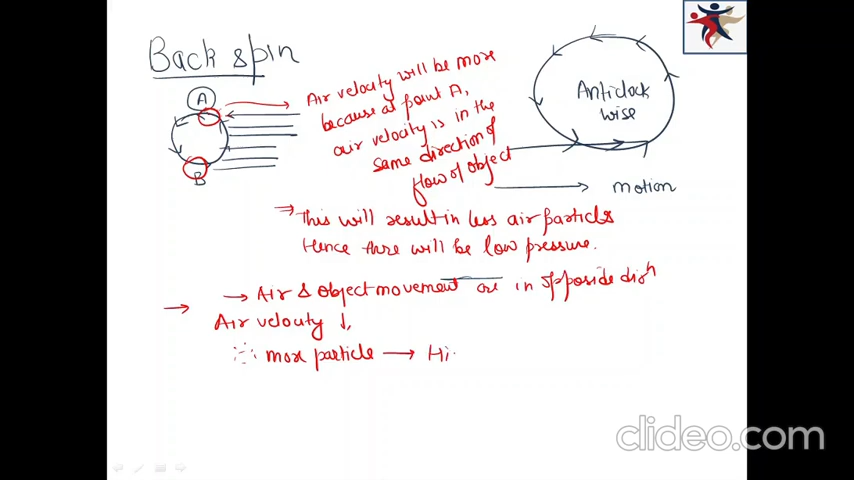 Back spin
A
B
Air velocity will be more
because at point A,
air velocity is in the
same direction of
flow of object
Anticlock
wise
motion
This will result in less air particles
Hence there will be low pressure.
Air & object movement are in opposide dirn
Air velocity ↓,
∴ more particle → Hi
clideo.com